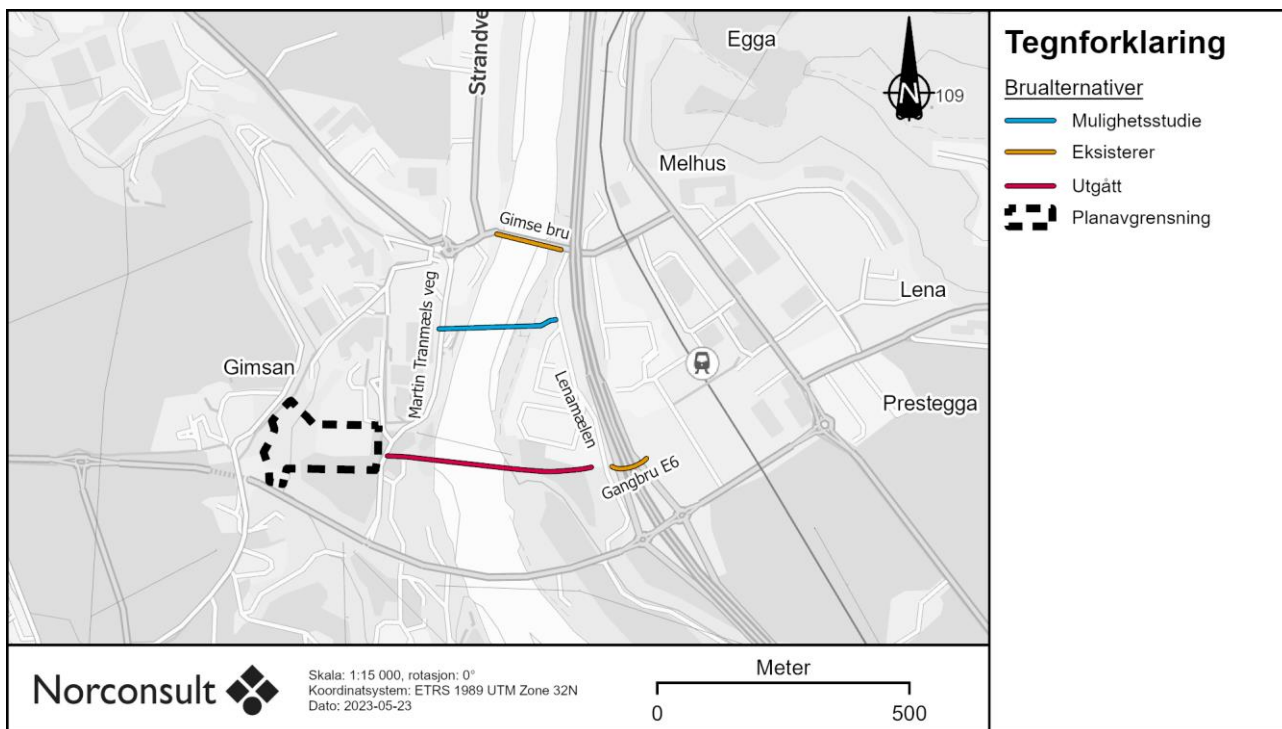 Strandve
Egga
N
109
Melhus
Gimse bru
Martin Tranmæls veg
Lena
Gimsan
Lenamælen
Prestegga
Gangbru E6
Tegnforklaring
Brualternativer
Mulighetsstudie
Eksisterer
Utgått
Planavgrensning
Norconsult
Skala: 1:15 000, rotasjon: 0°
Koordinatsystem: ETRS 1989 UTM Zone 32N
Dato: 2023-05-23
Meter
0 500